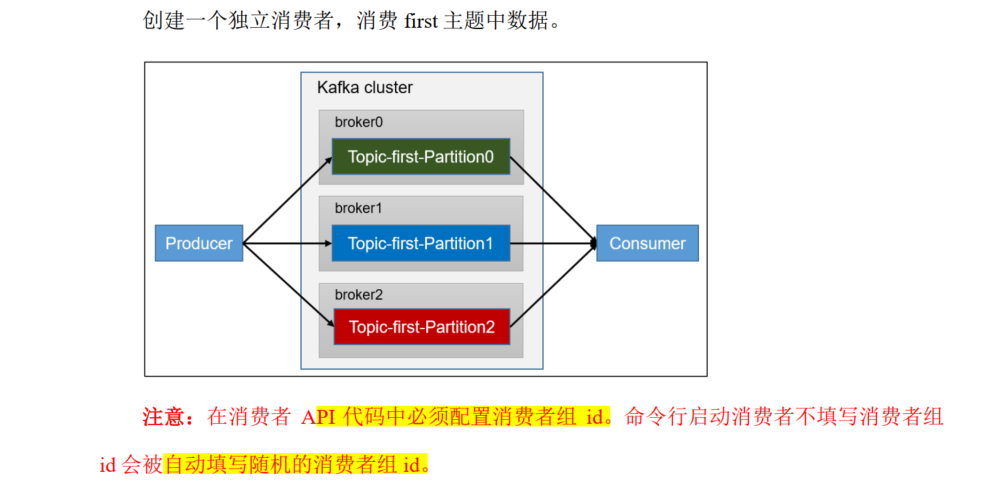 创建一个独立消费者，消费 first 主题中数据。
Kafka cluster
broker0
Topic-first-Partition0
broker1
Producer
Topic-first-Partition1
Consumer
broker2
Topic-first-Partition2
注意：在消费者 API 代码中必须配置消费者组 id。命令行启动消费者不填写消费者组
id 会被自动填写随机的消费者组 id。